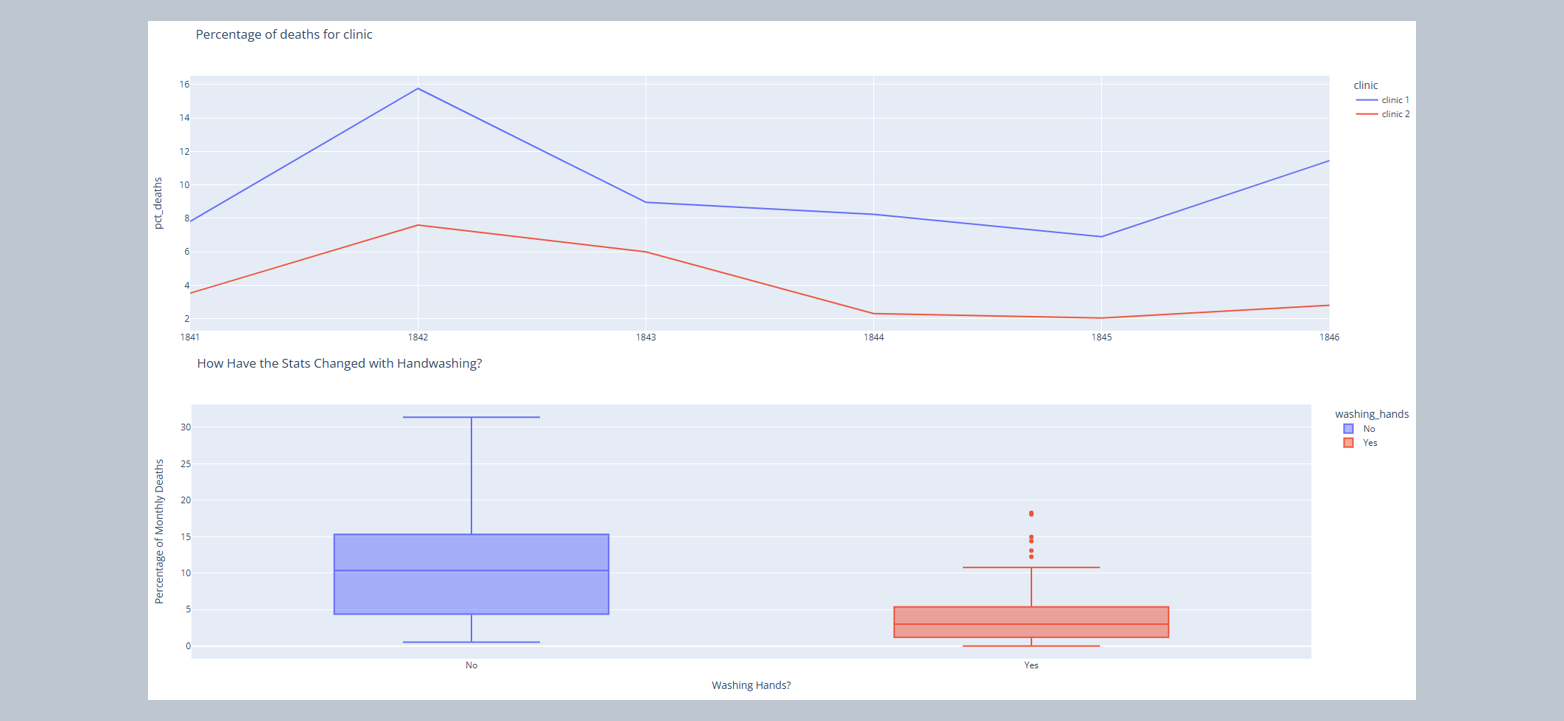 Percentage of deaths for clinic
16
14
12
10
8
6
4
2
pct_deaths
1841 1842 1843 1844 1845 1846
clinic
clinic 1
clinic 2
How Have the Stats Changed with Handwashing?
30
25
20
15
10
5
0
Percentage of Monthly Deaths
No Yes
Washing Hands?
washing_hands
No
Yes